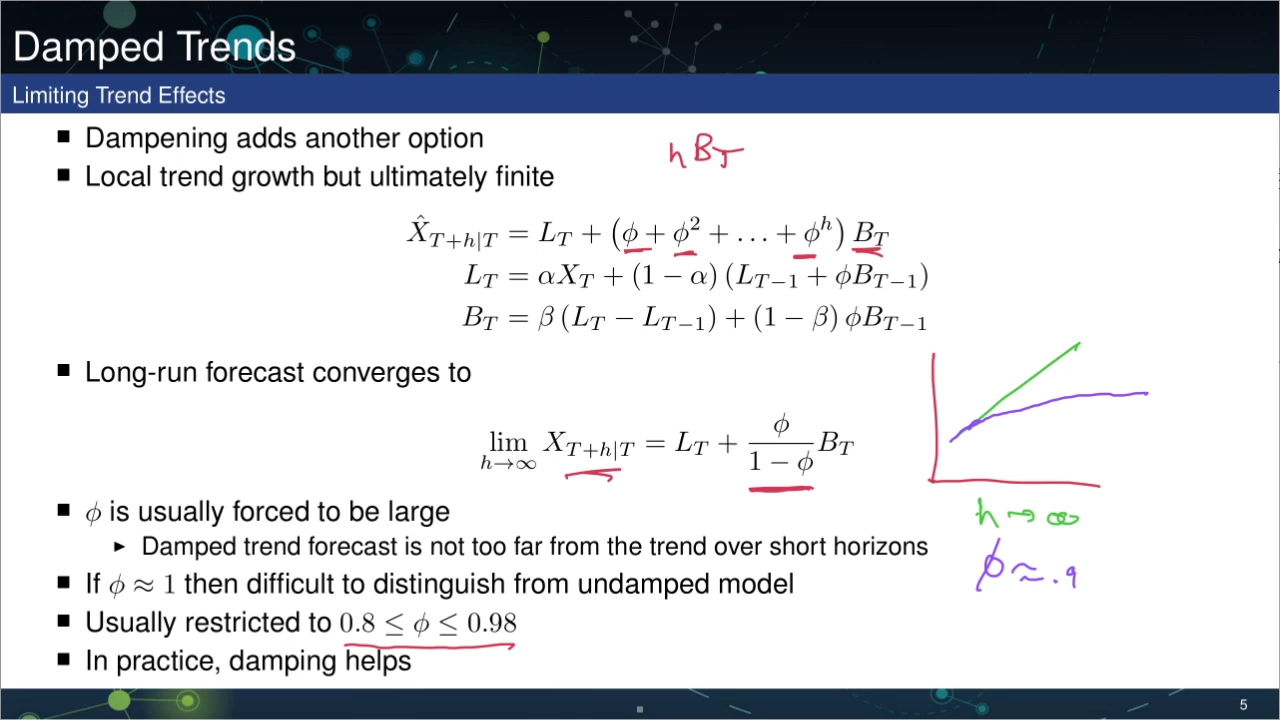 Damped Trends
Limiting Trend Effects
■ Dampening adds another option
h B_T
■ Local trend growth but ultimately finite
X̂_{T+h|T} = L_T + (ϕ + ϕ² + … + ϕ^h) B_T
L_T = αX_T + (1 − α) (L_{T−1} + ϕB_{T−1})
B_T = β (L_T − L_{T−1}) + (1 − β) ϕB_{T−1}
■ Long-run forecast converges to
lim_{h→∞} X_{T+h|T} = L_T + \frac{ϕ}{1 − ϕ} B_T
■ ϕ is usually forced to be large
h → ∞
► Damped trend forecast is not too far from the trend over short horizons
ϕ ≈ .9
■ If ϕ ≈ 1 then difficult to distinguish from undamped model
■ Usually restricted to 0.8 ≤ ϕ ≤ 0.98
■ In practice, damping helps
5